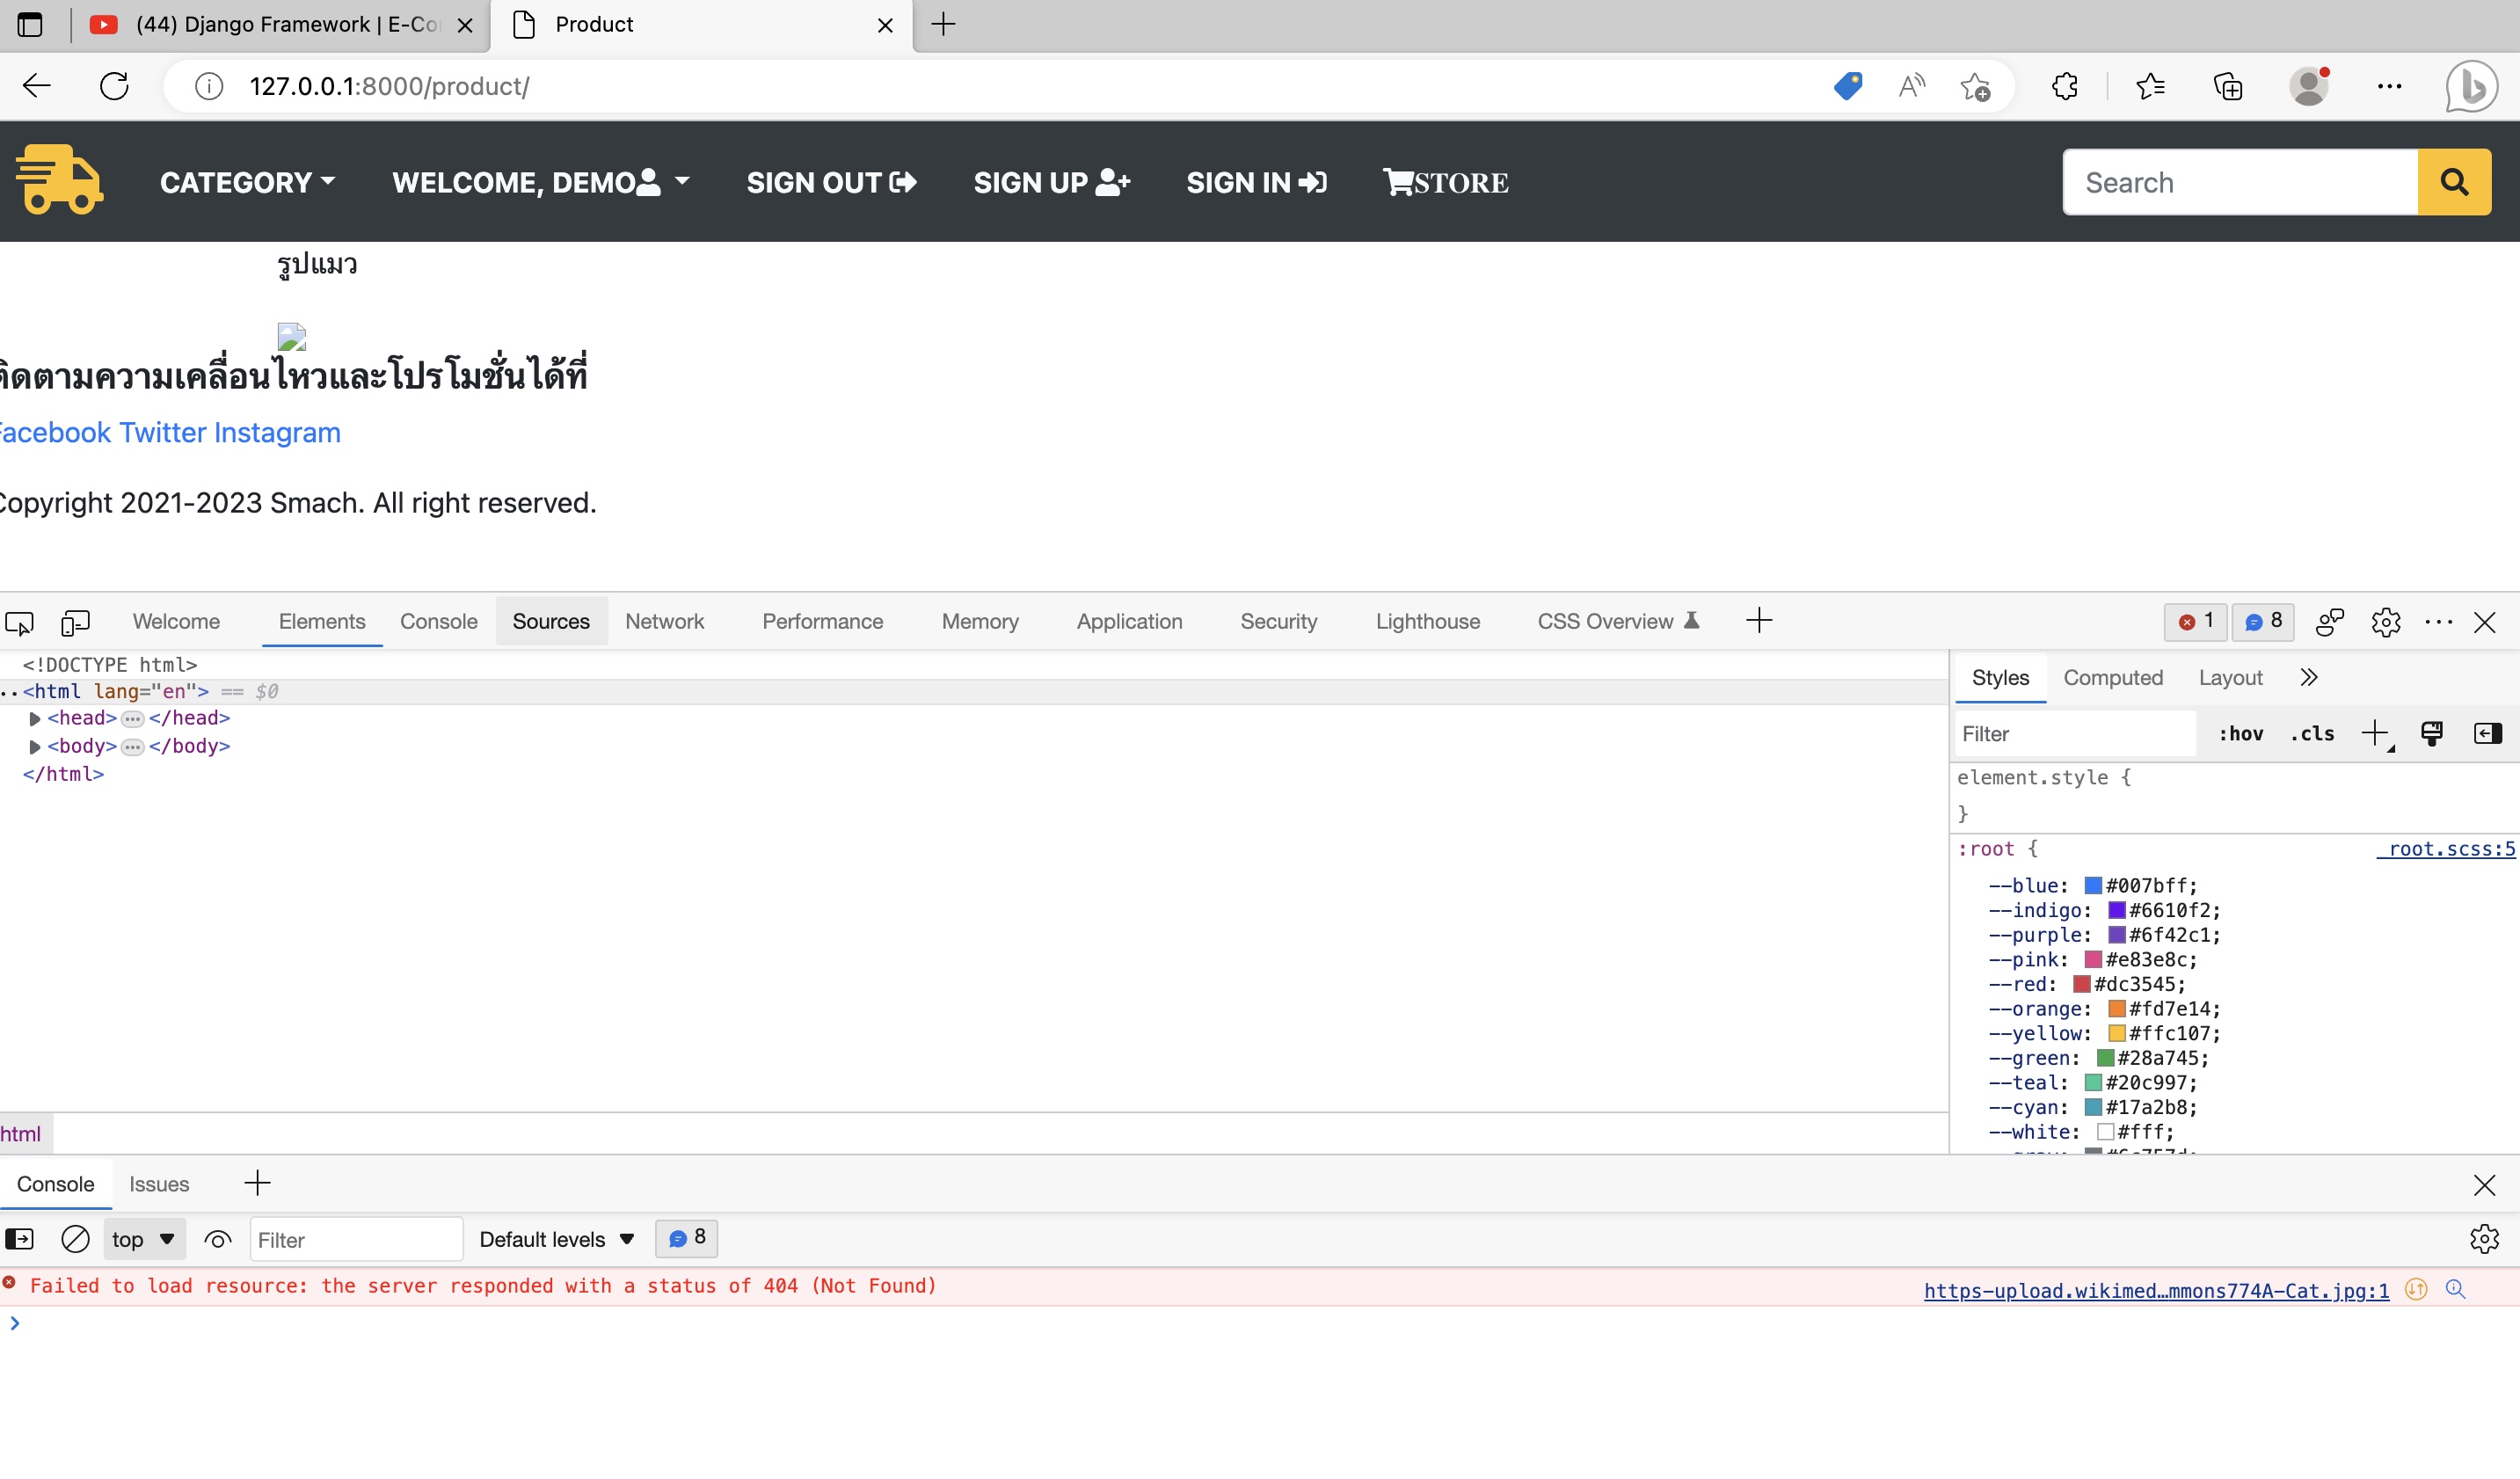 (44) Django Framework | E-Co
Product
127.0.0.1:8000/product/
CATEGORY
WELCOME, DEMO
SIGN OUT
SIGN UP
SIGN IN
STORE
Search
รูปแมว
ติดตามความเคลื่อนไหวและโปรโมชั่นได้ที่
Facebook Twitter Instagram
Copyright 2021-2023 Smach. All right reserved.
Welcome Elements Console Sources Network Performance Memory Application Security Lighthouse CSS Overview 1 8
<!DOCTYPE html>
<html lang="en"> == $0
<head> ··· </head>
<body> ··· </body>
</html>
html
Styles Computed Layout
Filter :hov .cls
element.style {
}
:root { _root.scss:5
--blue: #007bff;
--indigo: #6610f2;
--purple: #6f42c1;
--pink: #e83e8c;
--red: #dc3545;
--orange: #fd7e14;
--yellow: #ffc107;
--green: #28a745;
--teal: #20c997;
--cyan: #17a2b8;
--white: #fff;
Console Issues
top Filter Default levels 8
Failed to load resource: the server responded with a status of 404 (Not Found) https-upload.wikimed…mmons774A-Cat.jpg:1